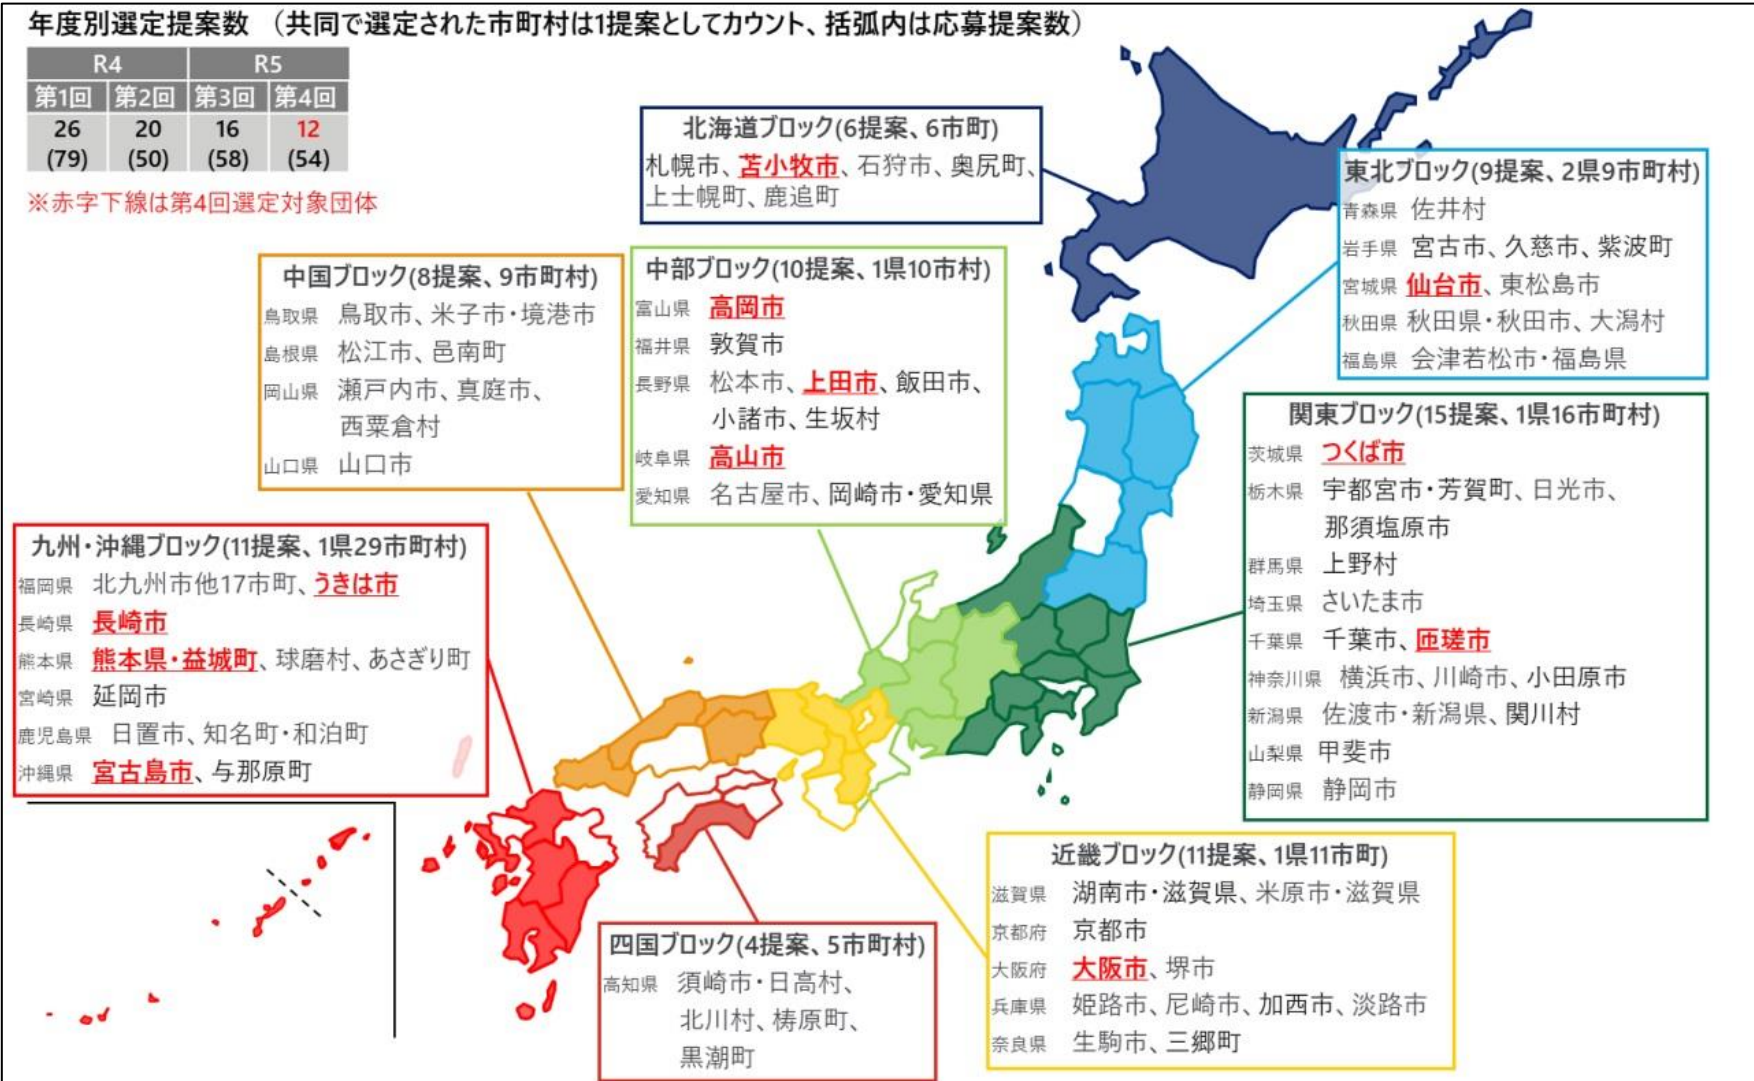 年度別選定提案数 （共同で選定された市町村は1提案としてカウント、括弧内は応募提案数）
R4 R5
第1回 第2回 第3回 第4回
26 20 16 12
(79) (50) (58) (54)
※赤字下線は第4回選定対象団体
北海道ブロック(6提案、6市町)
札幌市、苫小牧市、石狩市、奥尻町、
上士幌町、鹿追町
東北ブロック(9提案、2県9市町村)
青森県 佐井村
岩手県 宮古市、久慈市、紫波町
宮城県 仙台市、東松島市
秋田県 秋田県・秋田市、大潟村
福島県 会津若松市・福島県
中国ブロック(8提案、9市町村)
鳥取県 鳥取市、米子市・境港市
島根県 松江市、邑南町
岡山県 瀬戸内市、真庭市、
西粟倉村
山口県 山口市
中部ブロック(10提案、1県10市村)
富山県 高岡市
福井県 敦賀市
長野県 松本市、上田市、飯田市、
小諸市、生坂村
岐阜県 高山市
愛知県 名古屋市、岡崎市・愛知県
関東ブロック(15提案、1県16市町村)
茨城県 つくば市
栃木県 宇都宮市・芳賀町、日光市、
那須塩原市
群馬県 上野村
埼玉県 さいたま市
千葉県 千葉市、匝瑳市
神奈川県 横浜市、川崎市、小田原市
新潟県 佐渡市・新潟県、関川村
山梨県 甲斐市
静岡県 静岡市
九州・沖縄ブロック(11提案、1県29市町村)
福岡県 北九州市他17市町、うきは市
長崎県 長崎市
熊本県 熊本県・益城町、球磨村、あさぎり町
宮崎県 延岡市
鹿児島県 日置市、知名町・和泊町
沖縄県 宮古島市、与那原町
四国ブロック(4提案、5市町村)
高知県 須崎市・日高村、
北川村、梼原町、
黒潮町
近畿ブロック(11提案、1県11市町)
滋賀県 湖南市・滋賀県、米原市・滋賀県
京都府 京都市
大阪府 大阪市、堺市
兵庫県 姫路市、尼崎市、加西市、淡路市
奈良県 生駒市、三郷町